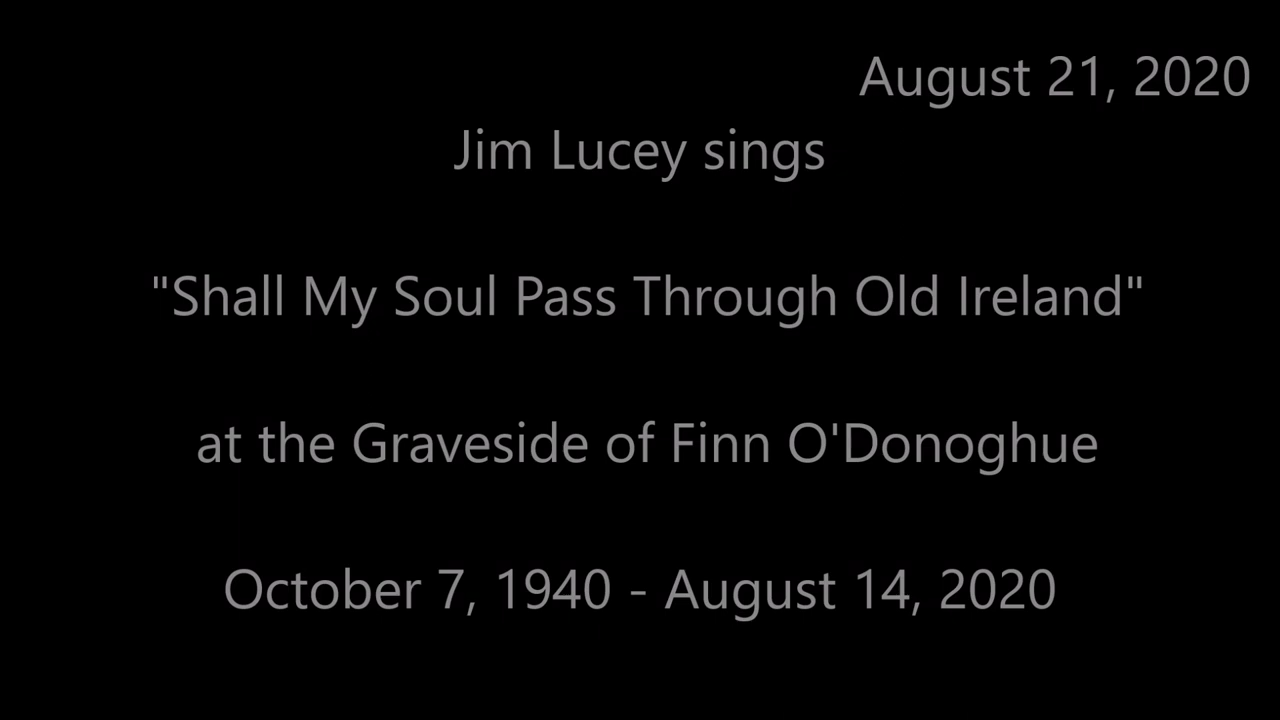 August 21, 2020
Jim Lucey sings
"Shall My Soul Pass Through Old Ireland"
at the Graveside of Finn O'Donoghue
October 7, 1940 - August 14, 2020